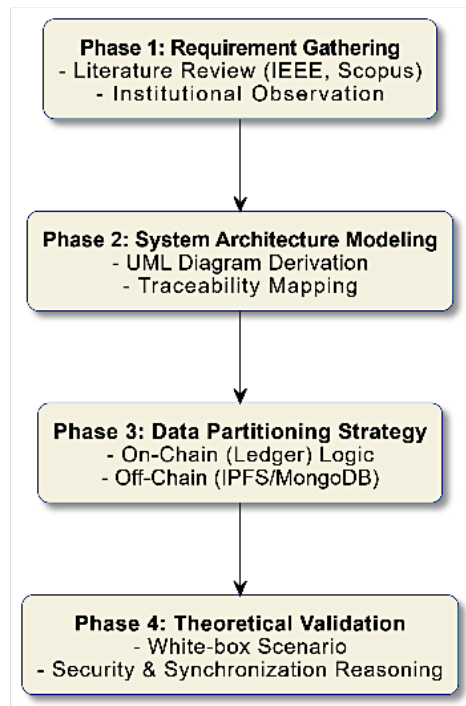 Phase 1: Requirement Gathering
- Literature Review (IEEE, Scopus)
- Institutional Observation
Phase 2: System Architecture Modeling
- UML Diagram Derivation
- Traceability Mapping
Phase 3: Data Partitioning Strategy
- On-Chain (Ledger) Logic
- Off-Chain (IPFS/MongoDB)
Phase 4: Theoretical Validation
- White-box Scenario
- Security & Synchronization Reasoning